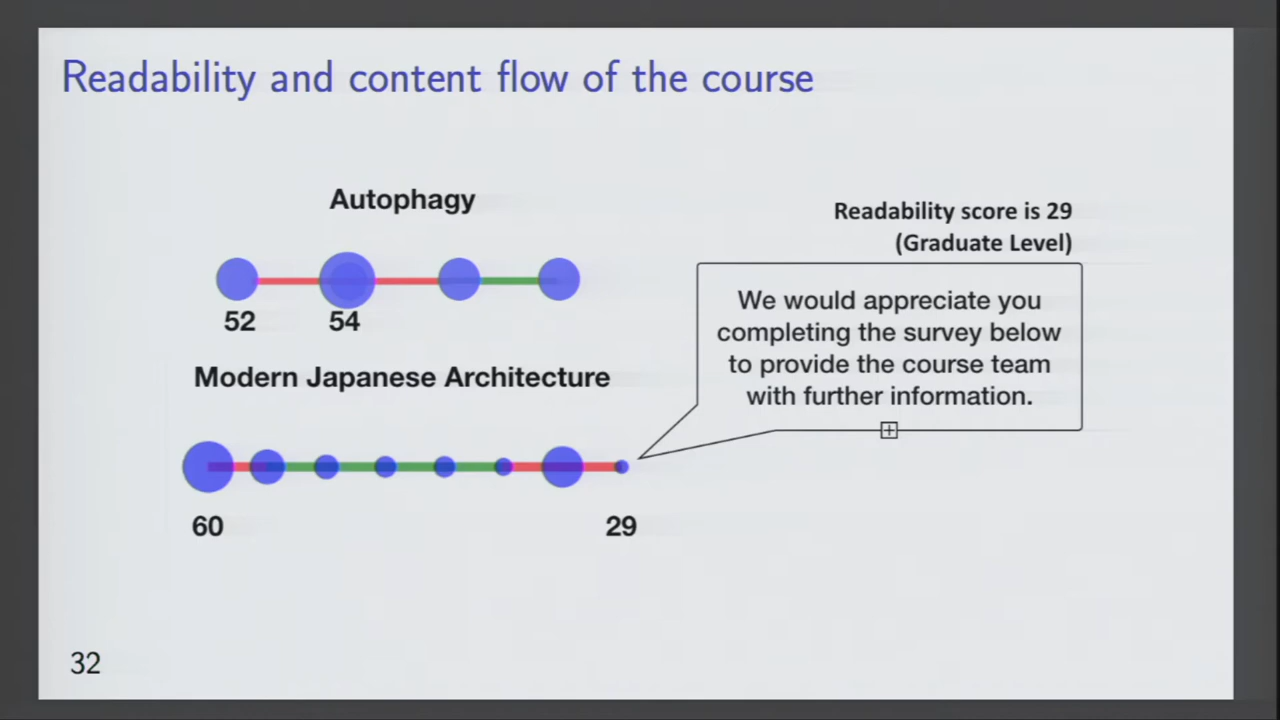 Readability and content flow of the course
Autophagy
52
54
Modern Japanese Architecture
60
29
Readability score is 29
(Graduate Level)
We would appreciate you
completing the survey below
to provide the course team
with further information.
32